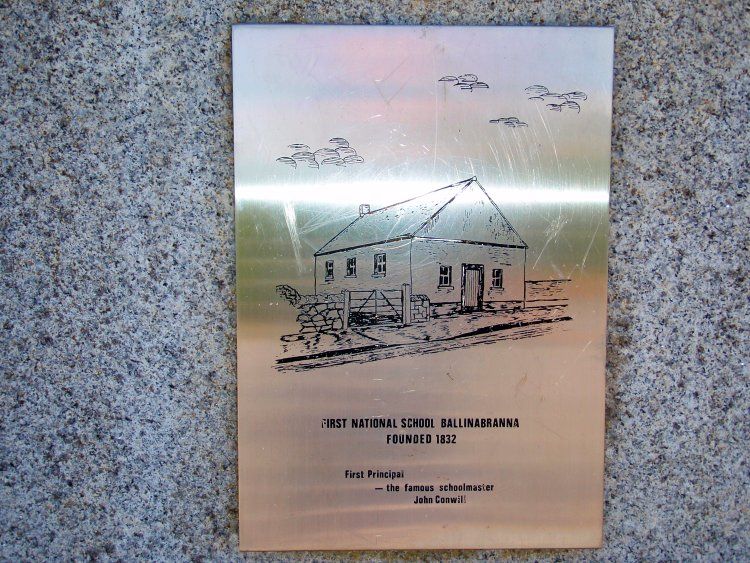 FIRST NATIONAL SCHOOL BALLINABRANNA
FOUNDED 1832
First Principal
— the famous schoolmaster
John Conwill